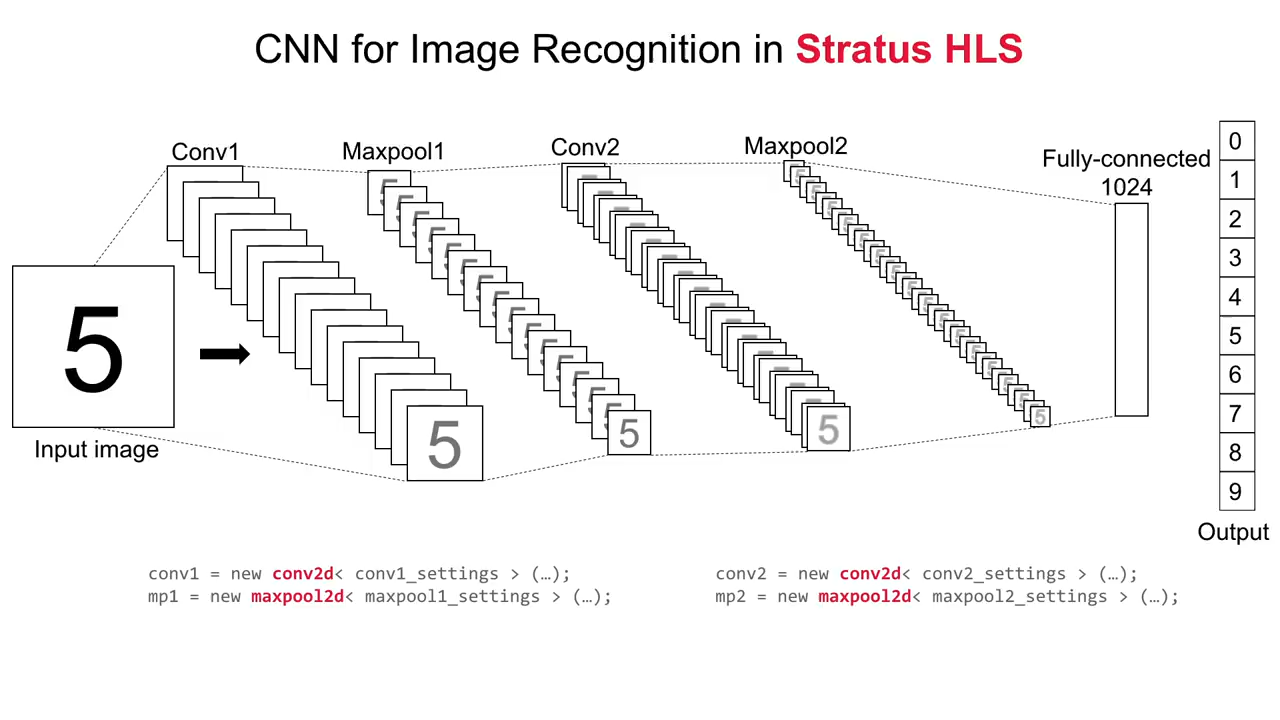 CNN for Image Recognition in Stratus HLS
Conv1
Maxpool1
Conv2
Maxpool2
Fully-connected
1024
5
Input image
5
5
5
5
0
1
2
3
4
5
6
7
8
9
Output
conv1 = new conv2d< conv1_settings > (…);
mp1 = new maxpool2d< maxpool1_settings > (…);
conv2 = new conv2d< conv2_settings > (…);
mp2 = new maxpool2d< maxpool2_settings > (…);